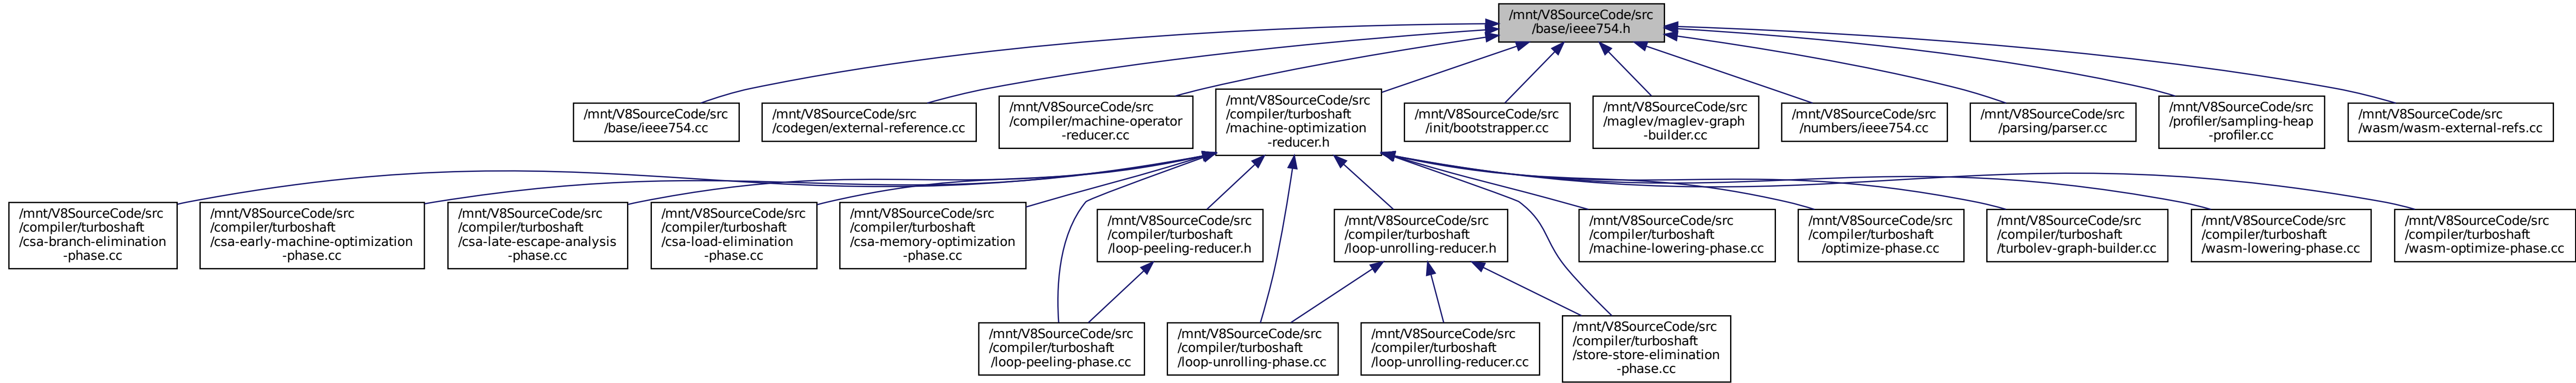 /mnt/V8SourceCode/src
/base/ieee754.h
/mnt/V8SourceCode/src
/base/ieee754.cc
/mnt/V8SourceCode/src
/codegen/external-reference.cc
/mnt/V8SourceCode/src
/compiler/machine-operator
-reducer.cc
/mnt/V8SourceCode/src
/compiler/turboshaft
/machine-optimization
-reducer.h
/mnt/V8SourceCode/src
/init/bootstrapper.cc
/mnt/V8SourceCode/src
/maglev/maglev-graph
-builder.cc
/mnt/V8SourceCode/src
/numbers/ieee754.cc
/mnt/V8SourceCode/src
/parsing/parser.cc
/mnt/V8SourceCode/src
/profiler/sampling-heap
-profiler.cc
/mnt/V8SourceCode/src
/wasm/wasm-external-refs.cc
/mnt/V8SourceCode/src
/compiler/turboshaft
/csa-branch-elimination
-phase.cc
/mnt/V8SourceCode/src
/compiler/turboshaft
/csa-early-machine-optimization
-phase.cc
/mnt/V8SourceCode/src
/compiler/turboshaft
/csa-late-escape-analysis
-phase.cc
/mnt/V8SourceCode/src
/compiler/turboshaft
/csa-load-elimination
-phase.cc
/mnt/V8SourceCode/src
/compiler/turboshaft
/csa-memory-optimization
-phase.cc
/mnt/V8SourceCode/src
/compiler/turboshaft
/loop-peeling-reducer.h
/mnt/V8SourceCode/src
/compiler/turboshaft
/loop-unrolling-reducer.h
/mnt/V8SourceCode/src
/compiler/turboshaft
/machine-lowering-phase.cc
/mnt/V8SourceCode/src
/compiler/turboshaft
/optimize-phase.cc
/mnt/V8SourceCode/src
/compiler/turboshaft
/turbolev-graph-builder.cc
/mnt/V8SourceCode/src
/compiler/turboshaft
/wasm-lowering-phase.cc
/mnt/V8SourceCode/src
/compiler/turboshaft
/wasm-optimize-phase.cc
/mnt/V8SourceCode/src
/compiler/turboshaft
/loop-peeling-phase.cc
/mnt/V8SourceCode/src
/compiler/turboshaft
/loop-unrolling-phase.cc
/mnt/V8SourceCode/src
/compiler/turboshaft
/loop-unrolling-reducer.cc
/mnt/V8SourceCode/src
/compiler/turboshaft
/store-store-elimination
-phase.cc